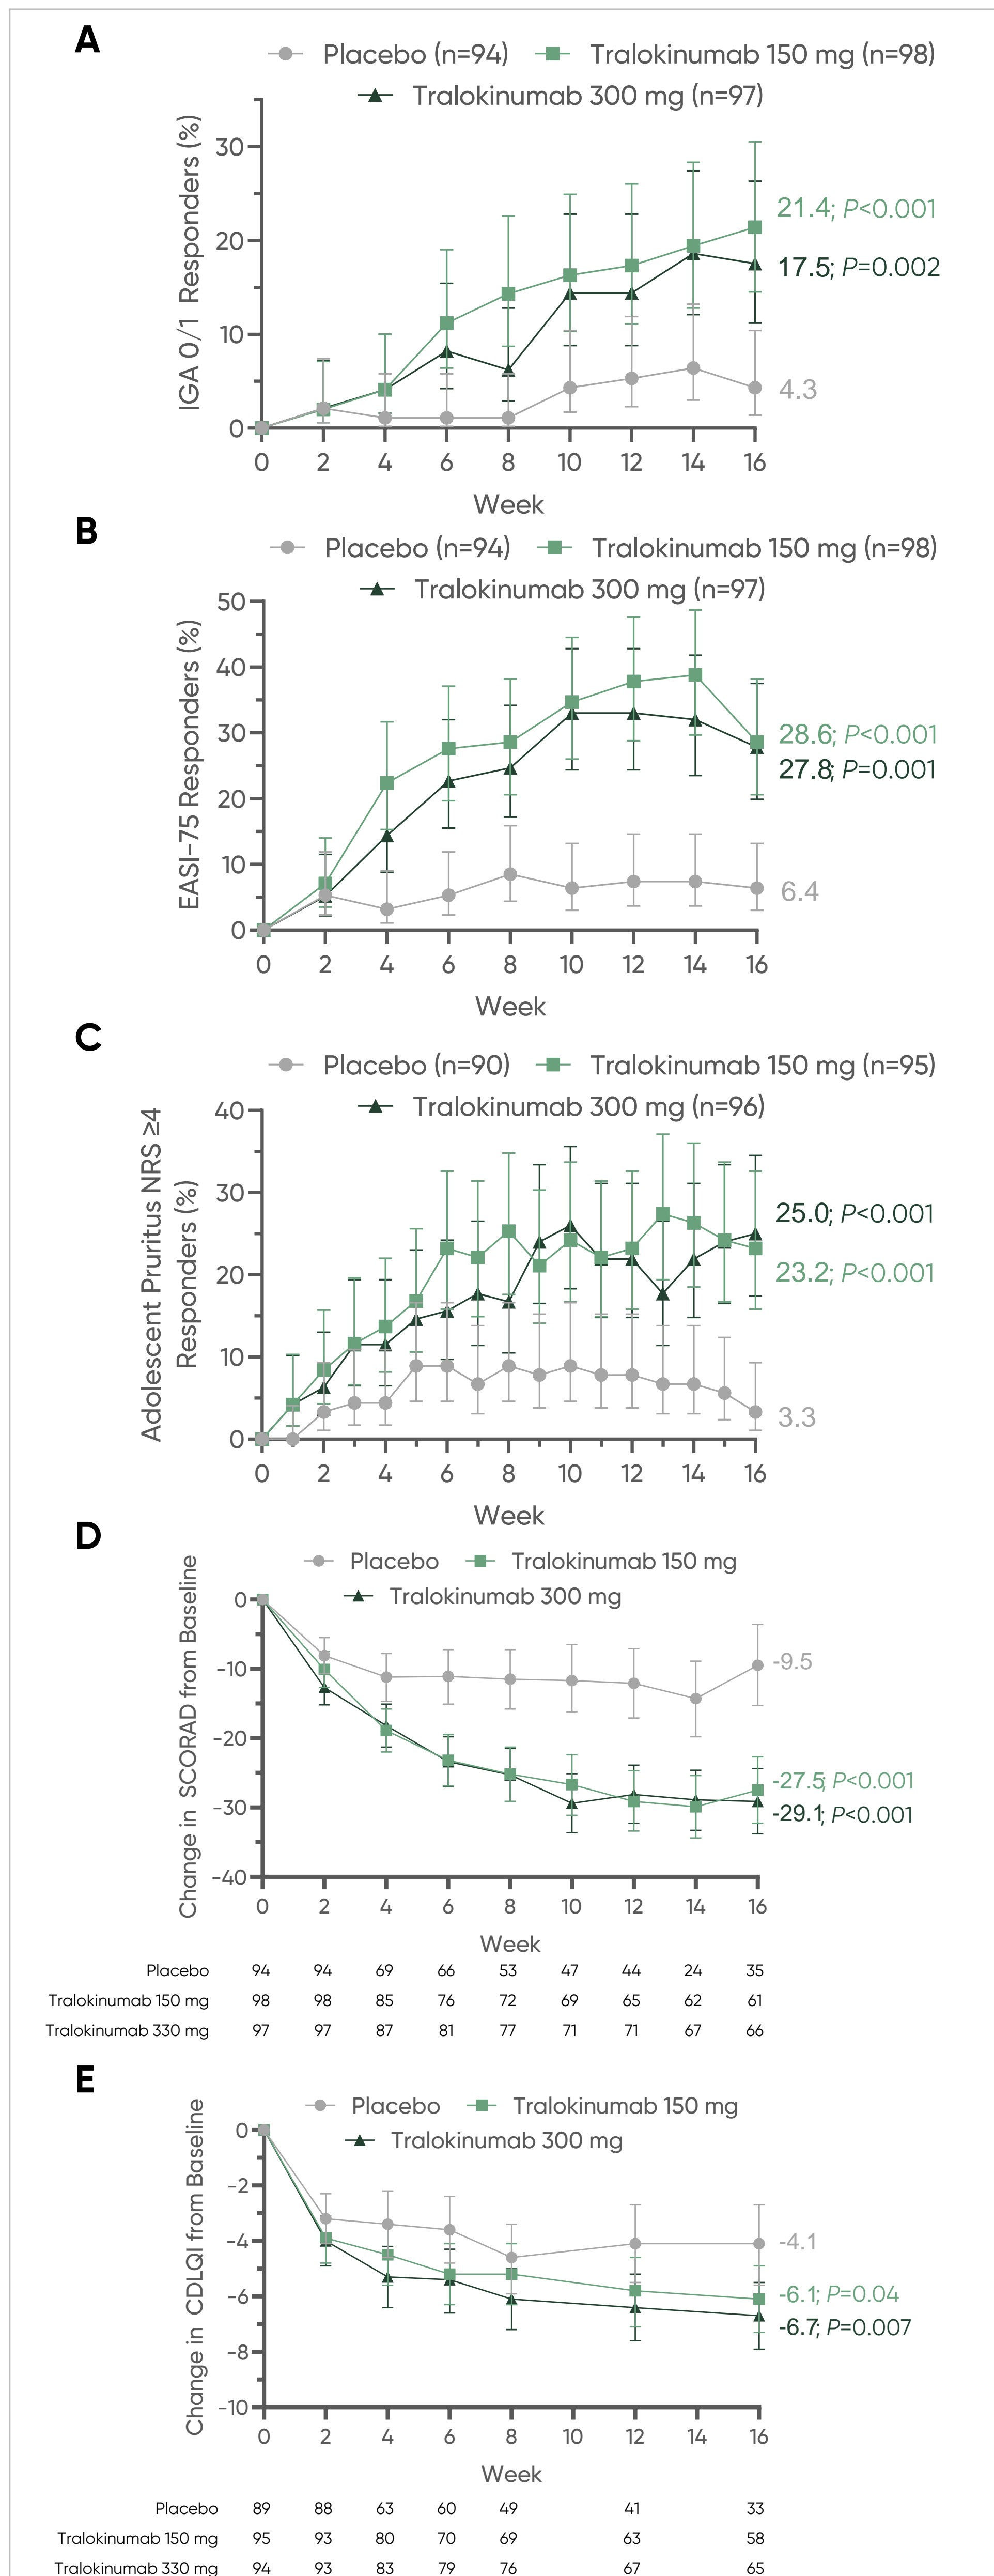 A
Placebo (n=94) Tralokinumab 150 mg (n=98)
Tralokinumab 300 mg (n=97)
IGA 0/1 Responders (%)
30
20
10
0
21.4; P<0.001
17.5; P=0.002
4.3
0 2 4 6 8 10 12 14 16
Week
B
Placebo (n=94) Tralokinumab 150 mg (n=98)
Tralokinumab 300 mg (n=97)
EASI-75 Responders (%)
50
40
30
20
10
0
28.6; P<0.001
27.8; P=0.001
6.4
0 2 4 6 8 10 12 14 16
Week
C
Placebo (n=90) Tralokinumab 150 mg (n=95)
Tralokinumab 300 mg (n=96)
Adolescent Pruritus NRS ≥4
Responders (%)
40
30
20
10
0
25.0; P<0.001
23.2; P<0.001
3.3
0 2 4 6 8 10 12 14 16
Week
D
Placebo Tralokinumab 150 mg
Tralokinumab 300 mg
Change in SCORAD from Baseline
0
-10
-20
-30
-40
-9.5
-27.5; P<0.001
-29.1; P<0.001
0 2 4 6 8 10 12 14 16
Week
Placebo 94 94 69 66 53 47 44 24 35
Tralokinumab 150 mg 98 98 85 76 72 69 65 62 61
Tralokinumab 330 mg 97 97 87 81 77 71 71 67 66
E
Placebo Tralokinumab 150 mg
Tralokinumab 300 mg
Change in CDLQI from Baseline
0
-2
-4
-6
-8
-10
-4.1
-6.1; P=0.04
-6.7; P=0.007
0 2 4 6 8 10 12 14 16
Week
Placebo 89 88 63 60 49 41 33
Tralokinumab 150 mg 95 93 80 70 69 63 58
Tralokinumab 330 mg 94 93 83 79 76 67 65